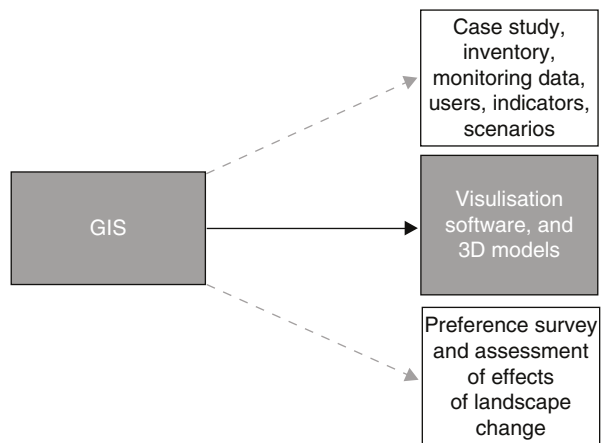 Case study,
inventory,
monitoring data,
users, indicators,
scenarios
GIS
Visulisation
software, and
3D models
Preference survey
and assessment
of effects
of landscape
change